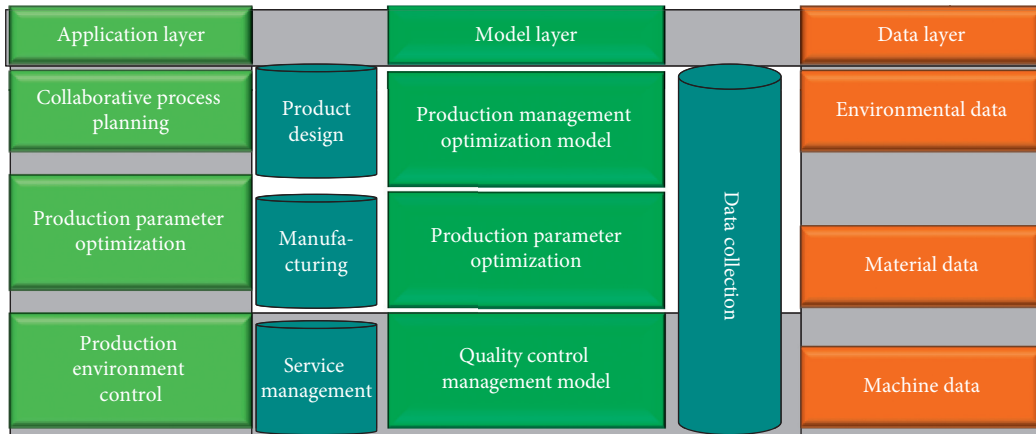 Application layer
Model layer
Data layer
Collaborative process
planning
Product
design
Production management
optimization model
Environmental data
Production parameter
optimization
Manufa-
cturing
Production parameter
optimization
Data collection
Material data
Production
environment
control
Service
management
Quality control
management model
Machine data